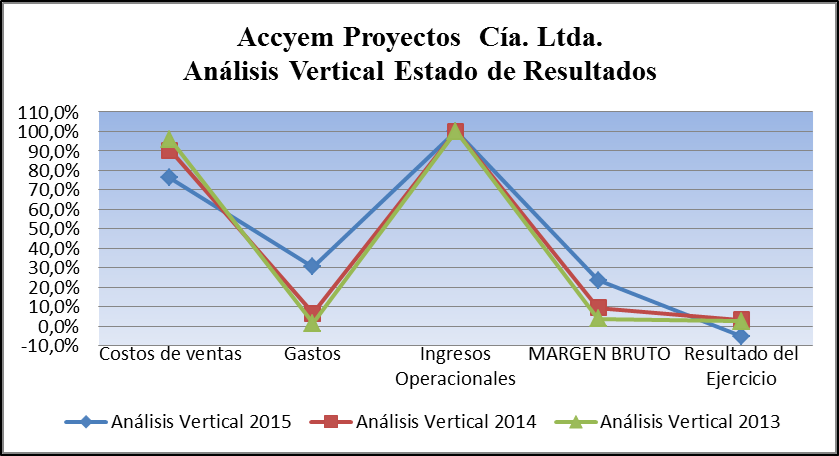 Accyem Proyectos Cía. Ltda.
Análisis Vertical Estado de Resultados
110,0%
100,0%
90,0%
80,0%
70,0%
60,0%
50,0%
40,0%
30,0%
20,0%
10,0%
0,0%
-10,0%
Costos de ventas
Gastos
Ingresos
Operacionales
MARGEN BRUTO
Resultado del
Ejercicio
Análisis Vertical 2015
Análisis Vertical 2014
Análisis Vertical 2013